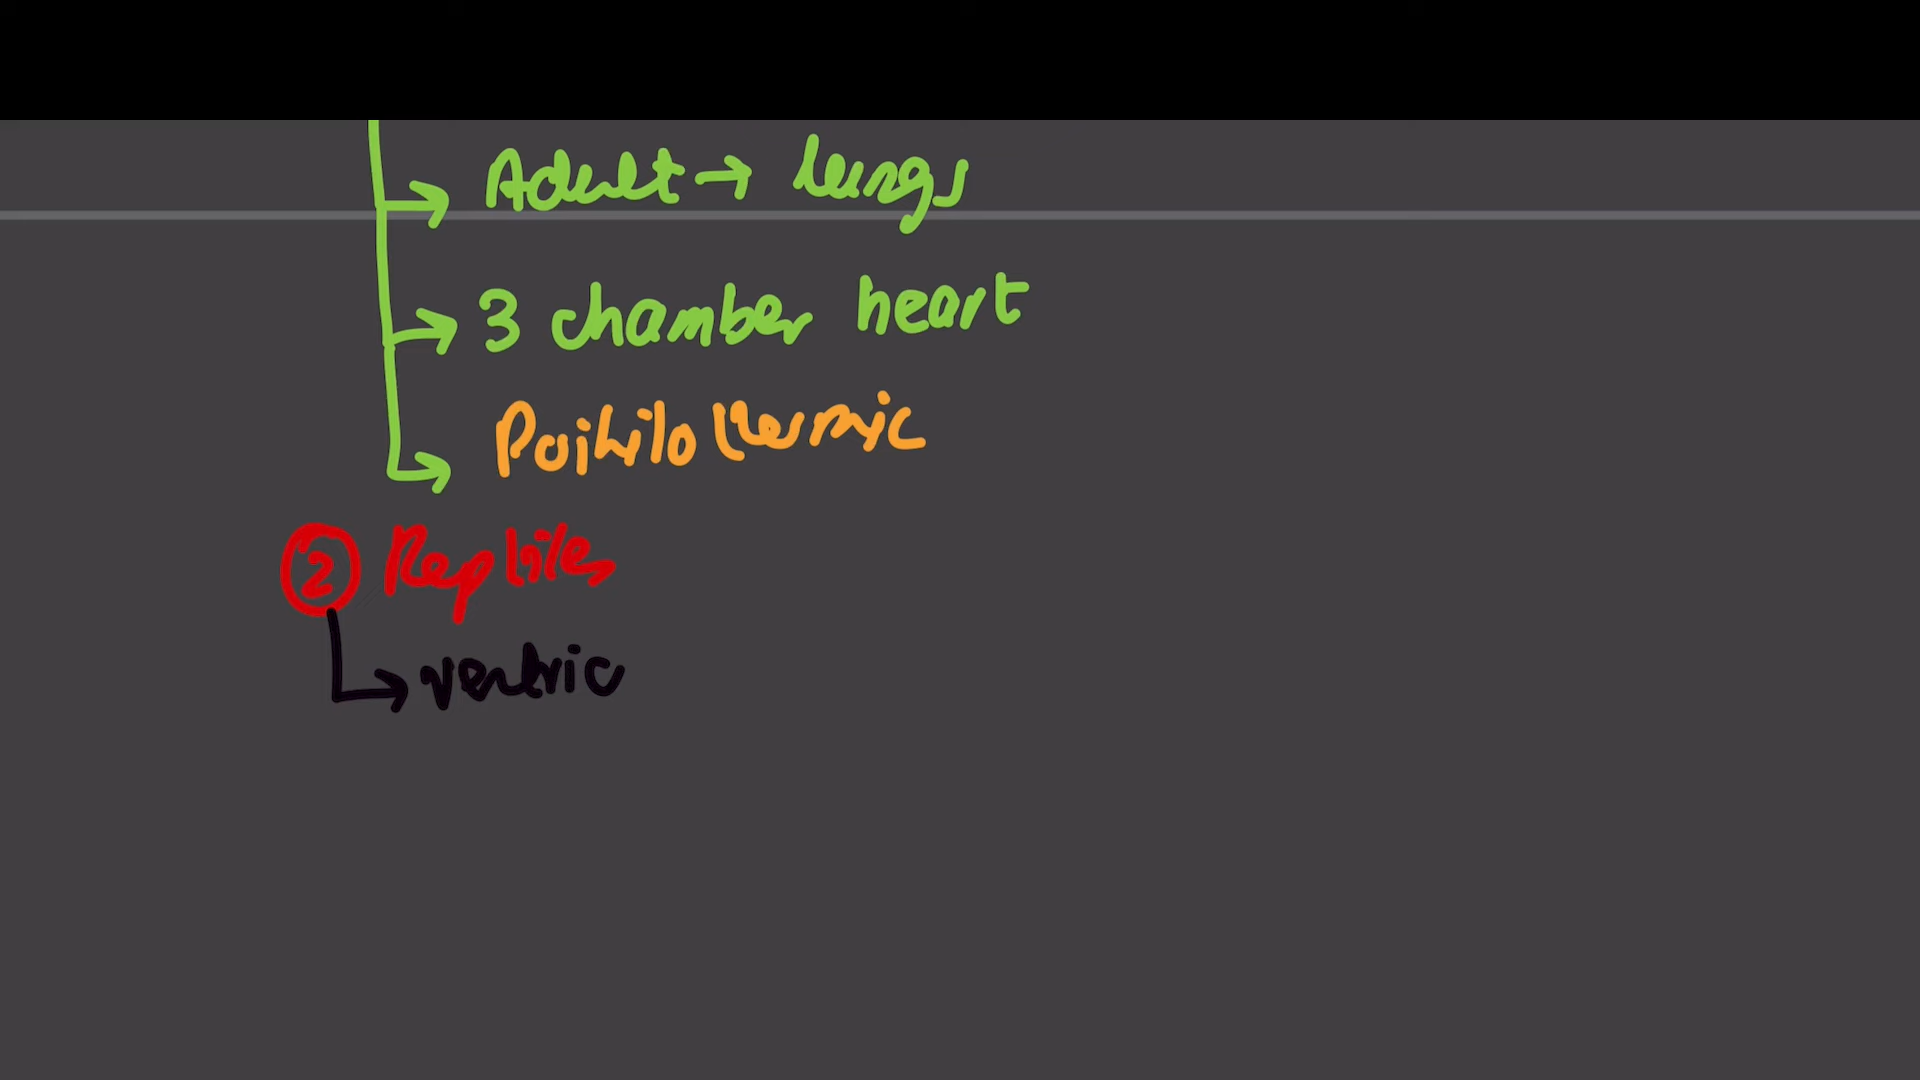 Adult → lungs
3 chamber heart
Poikilothermic
② Reptiles
ventric